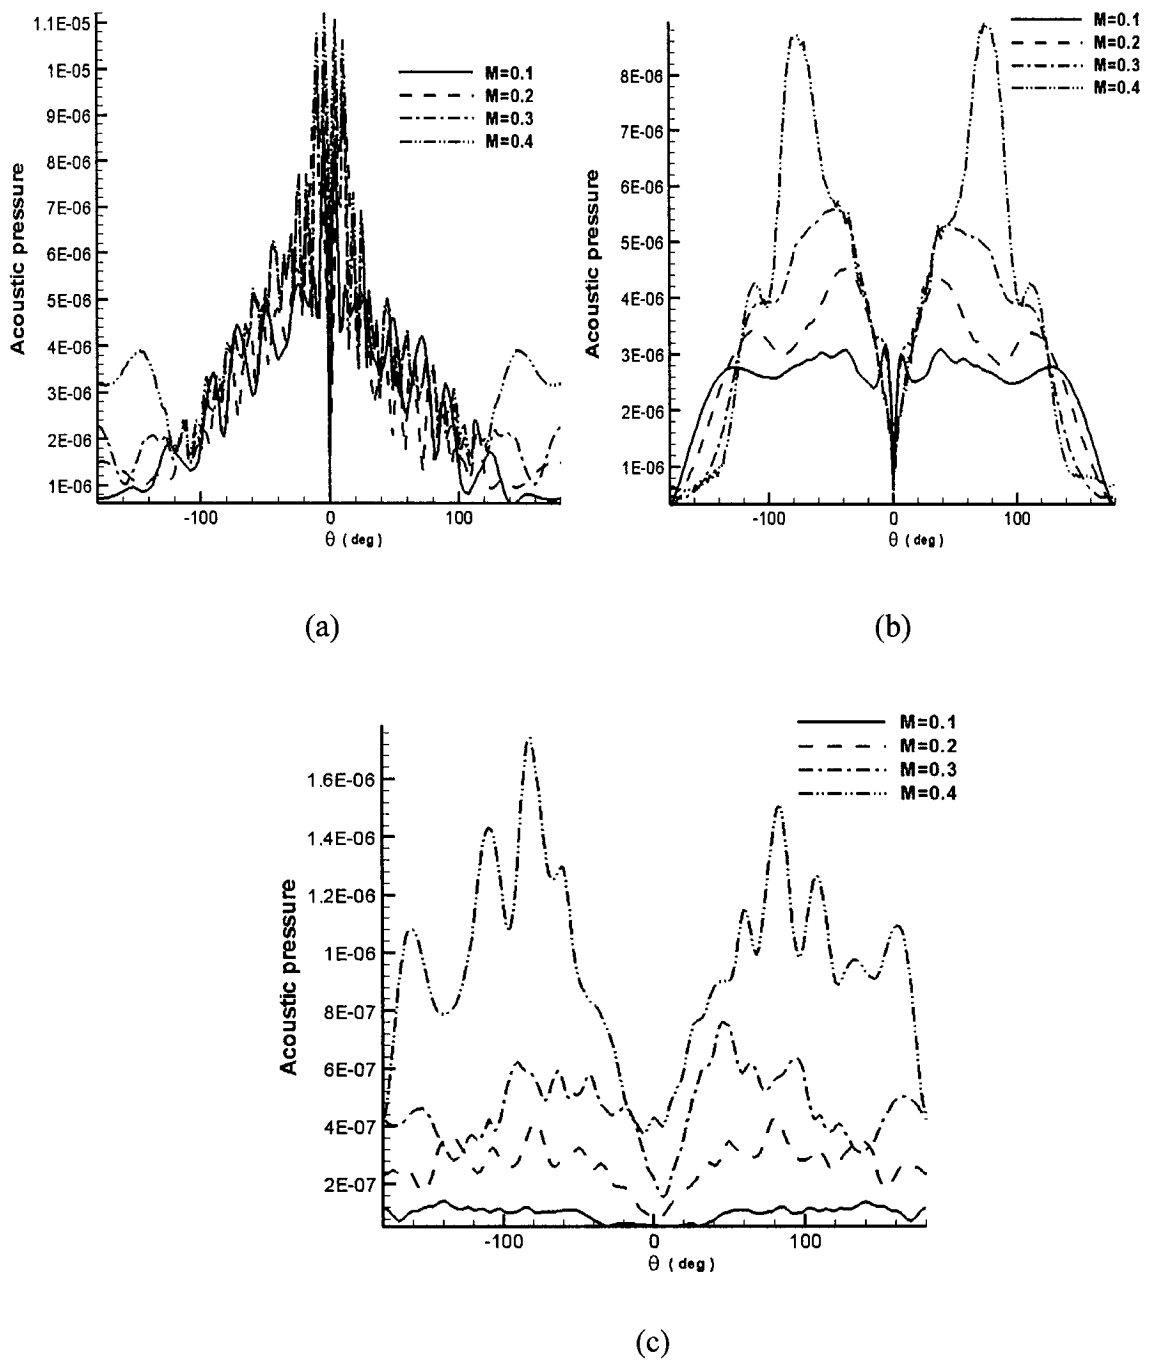 1.1E-05
1E-05
9E-06
8E-06
7E-06
6E-06
5E-06
4E-06
3E-06
2E-06
1E-06
Acoustic pressure
-100
0
100
θ (deg)
M=0.1
M=0.2
M=0.3
M=0.4
(a)
8E-06
7E-06
6E-06
5E-06
4E-06
3E-06
2E-06
1E-06
Acoustic pressure
-100
0
100
θ (deg)
M=0.1
M=0.2
M=0.3
M=0.4
(b)
1.6E-06
1.4E-06
1.2E-06
1E-06
8E-07
6E-07
4E-07
2E-07
Acoustic pressure
-100
0
100
θ (deg)
M=0.1
M=0.2
M=0.3
M=0.4
(c)